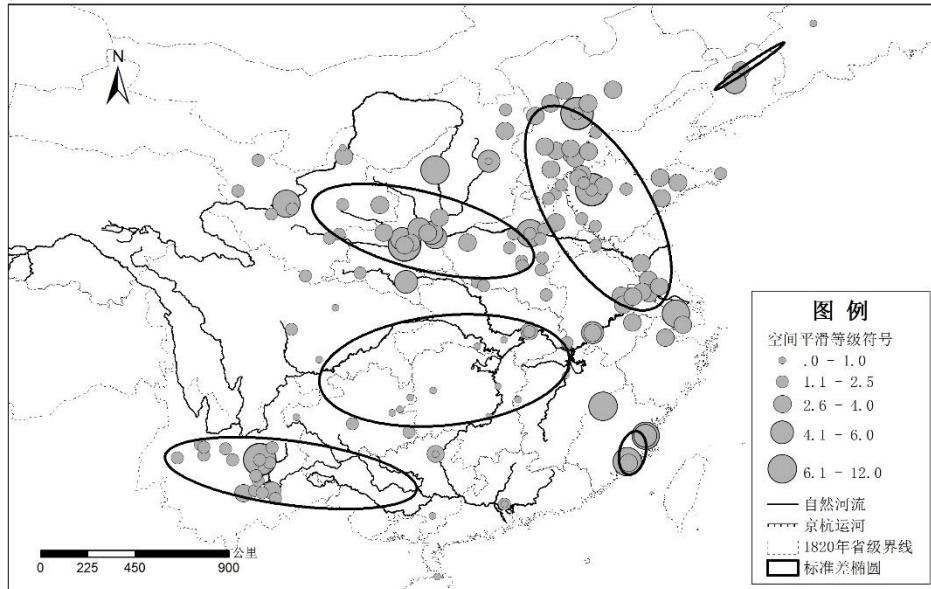 N
图 例
空间平滑等级符号
.0 - 1.0
1.1 - 2.5
2.6 - 4.0
4.1 - 6.0
6.1 - 12.0
自然河流
京杭运河
1820年省级界线
标准差椭圆
公里
0 225 450 900